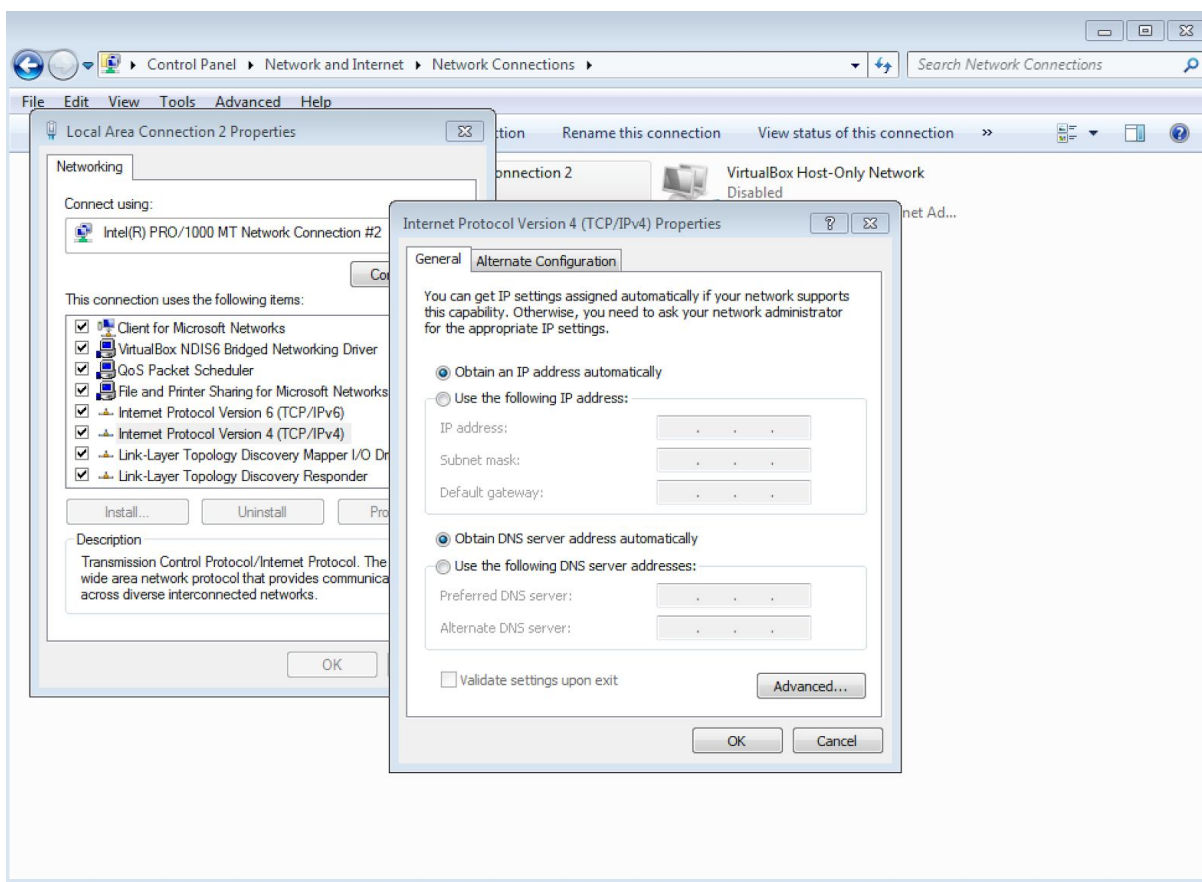 Control Panel Network and Internet Network Connections Search Network Connections
File Edit View Tools Advanced Help
Rename this connection View status of this connection »
Local Area Connection 2 Properties
Networking
Connect using:
Intel(R) PRO/1000 MT Network Connection #2
This connection uses the following items:
Client for Microsoft Networks
VirtualBox NDIS6 Bridged Networking Driver
QoS Packet Scheduler
File and Printer Sharing for Microsoft Networks
Internet Protocol Version 6 (TCP/IPv6)
Internet Protocol Version 4 (TCP/IPv4)
Link-Layer Topology Discovery Mapper I/O Dr
Link-Layer Topology Discovery Responder
Install... Uninstall Pro
Description
Transmission Control Protocol/Internet Protocol. The
wide area network protocol that provides communica
across diverse interconnected networks.
OK
onnection 2
VirtualBox Host-Only Network
Disabled
net Ad...
Internet Protocol Version 4 (TCP/IPv4) Properties
General Alternate Configuration
You can get IP settings assigned automatically if your network supports
this capability. Otherwise, you need to ask your network administrator
for the appropriate IP settings.
Obtain an IP address automatically
Use the following IP address:
IP address: . . .
Subnet mask: . . .
Default gateway: . . .
Obtain DNS server address automatically
Use the following DNS server addresses:
Preferred DNS server: . . .
Alternate DNS server: . . .
Validate settings upon exit
Advanced...
OK Cancel